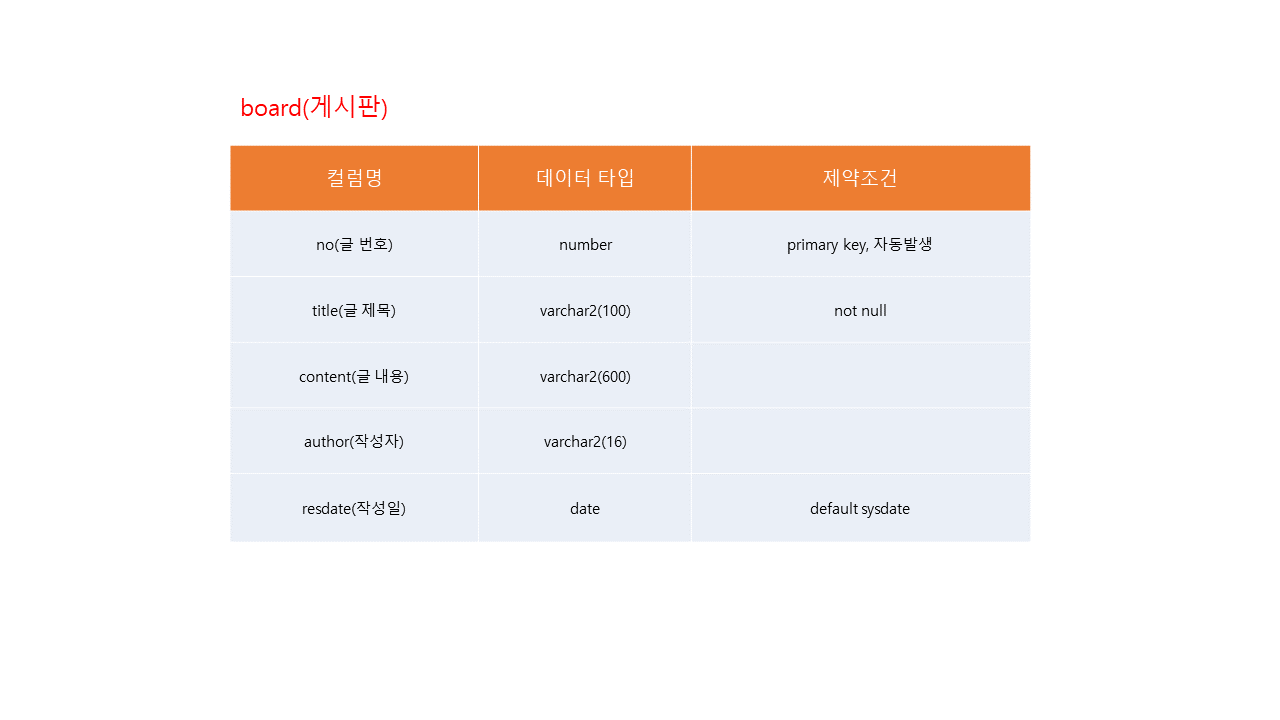 board(게시판)
컬럼명 데이터 타입 제약조건
no(글 번호) number primary key, 자동발생
title(글 제목) varchar2(100) not null
content(글 내용) varchar2(600)
author(작성자) varchar2(16)
resdate(작성일) date default sysdate